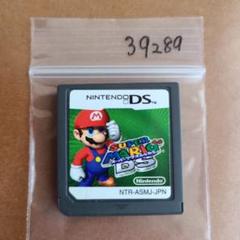 39289
NINTENDO DS
SUPER
MARIO 64
DS
Nintendo
NTR-ASMJ-JPN